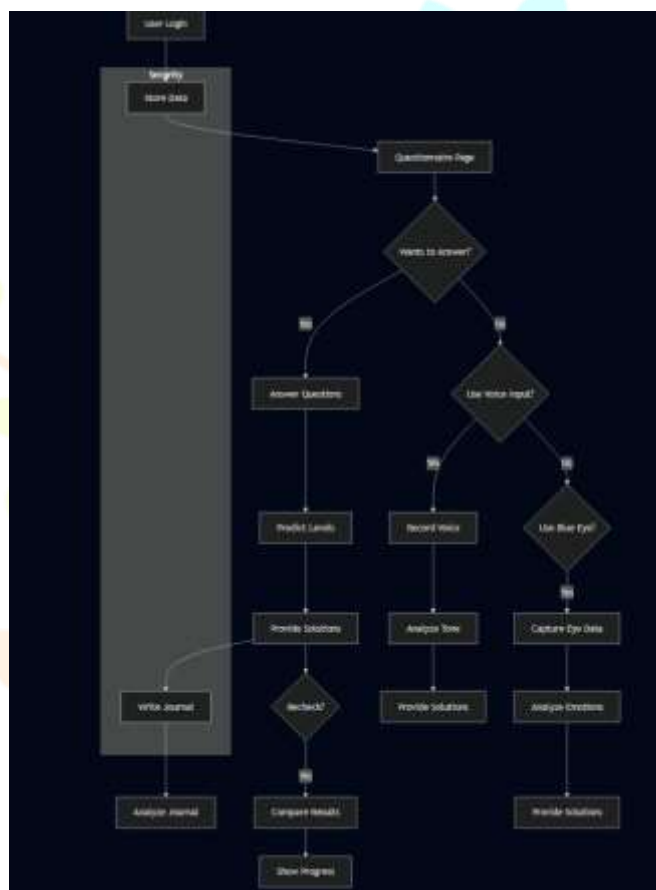 User Login
Security
Store Data
Questionnaire Page
Wants to Answer?
Yes
No
Answer Questions
Use Voice Input?
Yes
No
Predict Levels
Record Voice
Use Blue Eye?
Yes
Provide Solutions
Analyze Tone
Capture Eye Data
Write Journal
Recheck?
Provide Solutions
Analyze Emotions
Yes
Analyze Journal
Compare Results
Provide Solutions
Show Progress